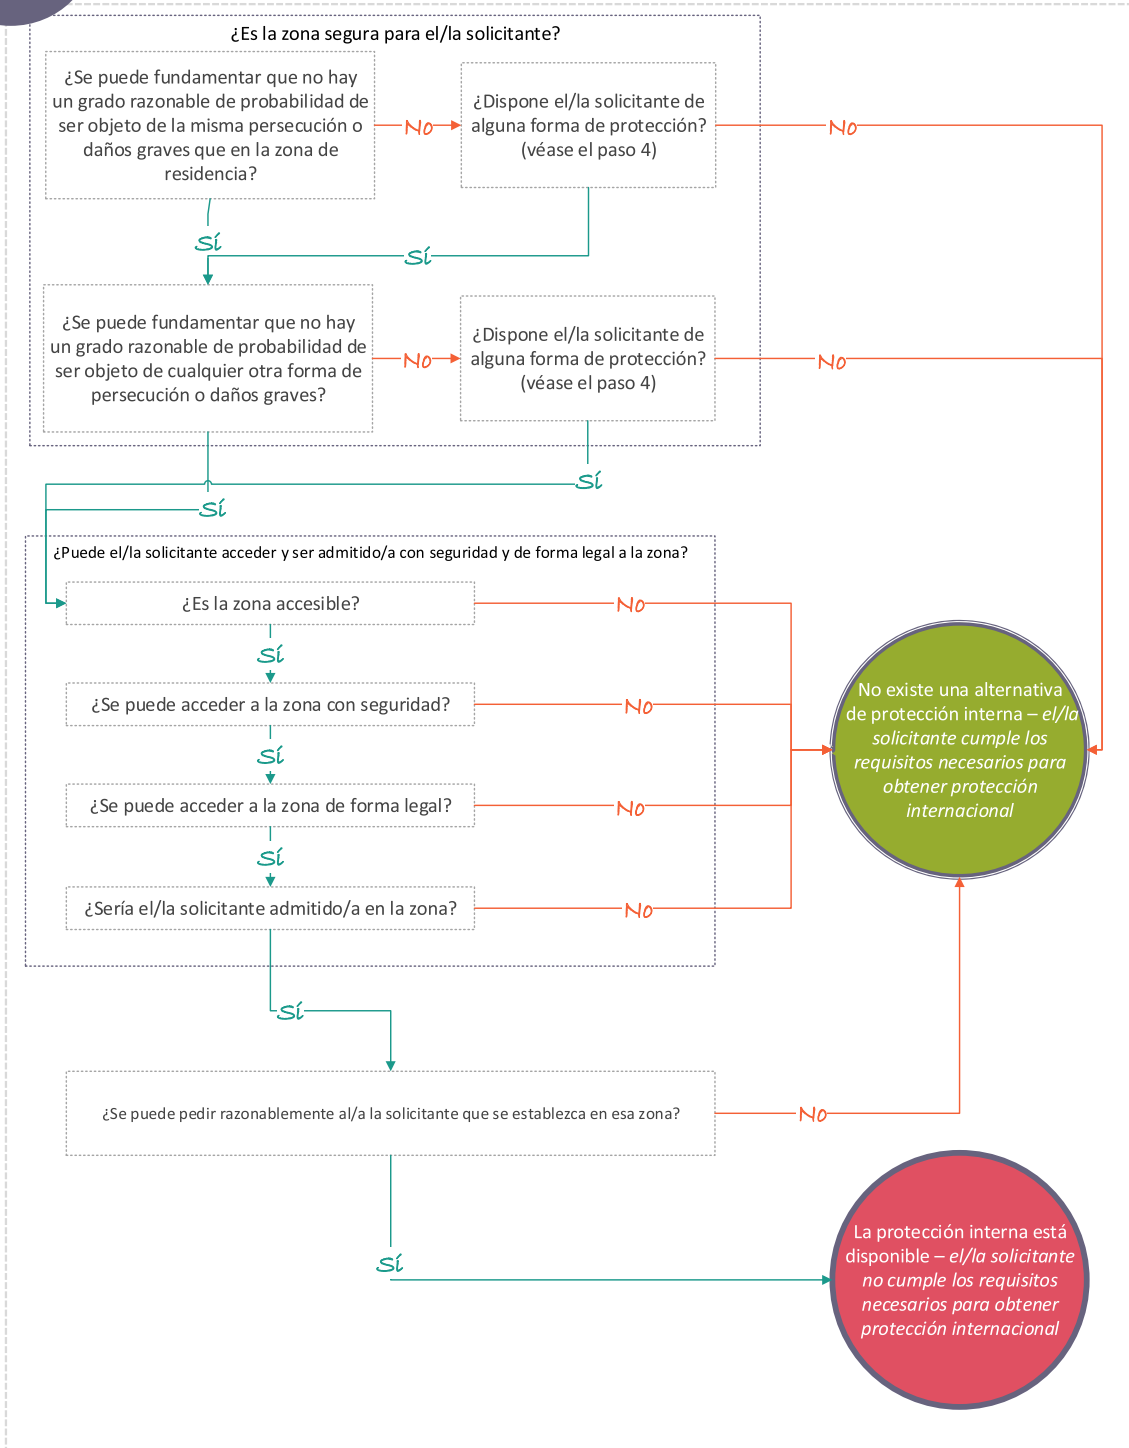 ¿Es la zona segura para el/la solicitante?
¿Se puede fundamentar que no hay
un grado razonable de probabilidad de
ser objeto de la misma persecución o
daños graves que en la zona de
residencia?
No
¿Dispone el/la solicitante de
alguna forma de protección?
(véase el paso 4)
No
Sí
Sí
¿Se puede fundamentar que no hay
un grado razonable de probabilidad de
ser objeto de cualquier otra forma de
persecución o daños graves?
No
¿Dispone el/la solicitante de
alguna forma de protección?
(véase el paso 4)
No
Sí
Sí
¿Puede el/la solicitante acceder y ser admitido/a con seguridad y de forma legal a la zona?
¿Es la zona accesible?
No
Sí
¿Se puede acceder a la zona con seguridad?
No
Sí
¿Se puede acceder a la zona de forma legal?
No
Sí
¿Sería el/la solicitante admitido/a en la zona?
No
No existe una alternativa
de protección interna – el/la
solicitante cumple los
requisitos necesarios para
obtener protección
internacional
Sí
¿Se puede pedir razonablemente al/a la solicitante que se establezca en esa zona?
No
Sí
La protección interna está
disponible – el/la solicitante
no cumple los requisitos
necesarios para obtener
protección internacional